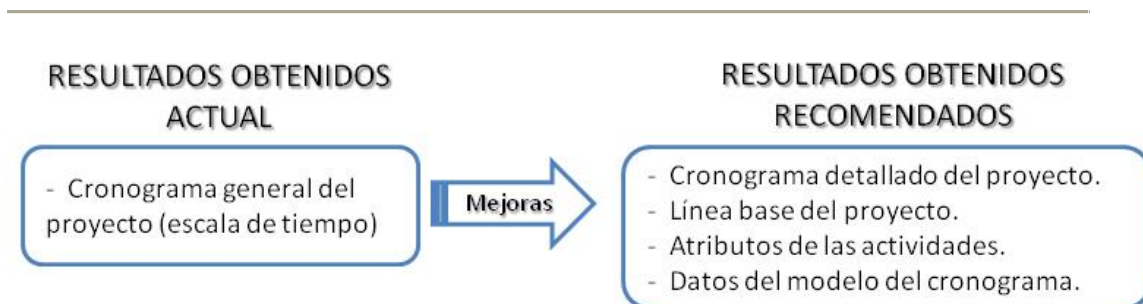 RESULTADOS OBTENIDOS
ACTUAL
- Cronograma general del
proyecto (escala de tiempo)
Mejoras
RESULTADOS OBTENIDOS
RECOMENDADOS
- Cronograma detallado del proyecto.
- Línea base del proyecto.
- Atributos de las actividades.
- Datos del modelo del cronograma.